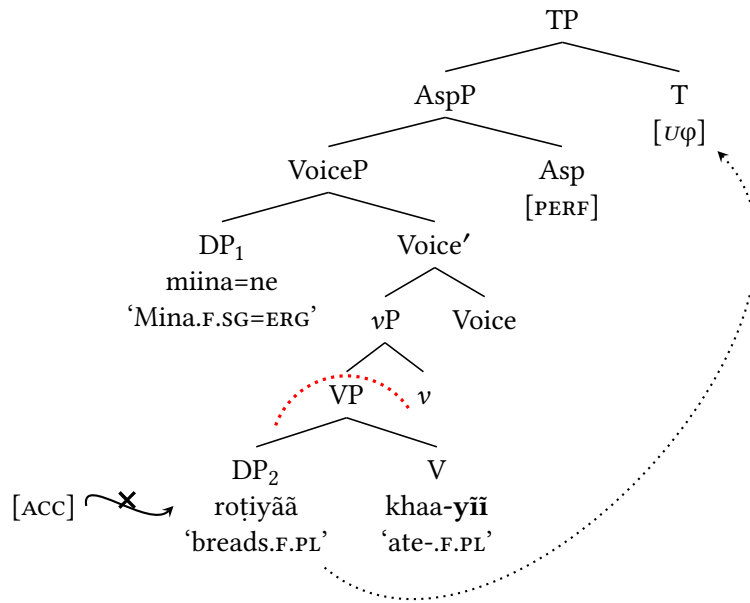 TP
AspP T
[Uφ]
VoiceP Asp
[PERF]
DP₁ Voice′
miina=ne
‘Mina.F.SG=ERG’
vP Voice
VP v
DP₂ V
[ACC] roṭiyãã khaa-yĩĩ
‘breads.F.PL’ ‘ate-.F.PL’